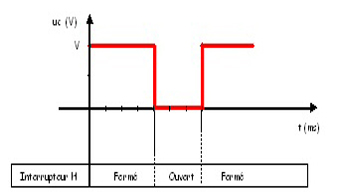 uc (V)
V
t (ms)
Interrupteur H Fermé Ouvert Fermé